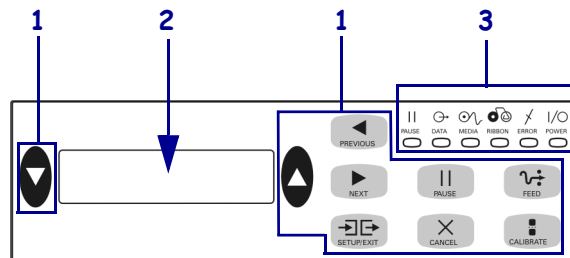 1 2 1 3
PAUSE DATA MEDIA RIBBON ERROR POWER
PREVIOUS
NEXT PAUSE FEED
SETUP/EXIT CANCEL CALIBRATE